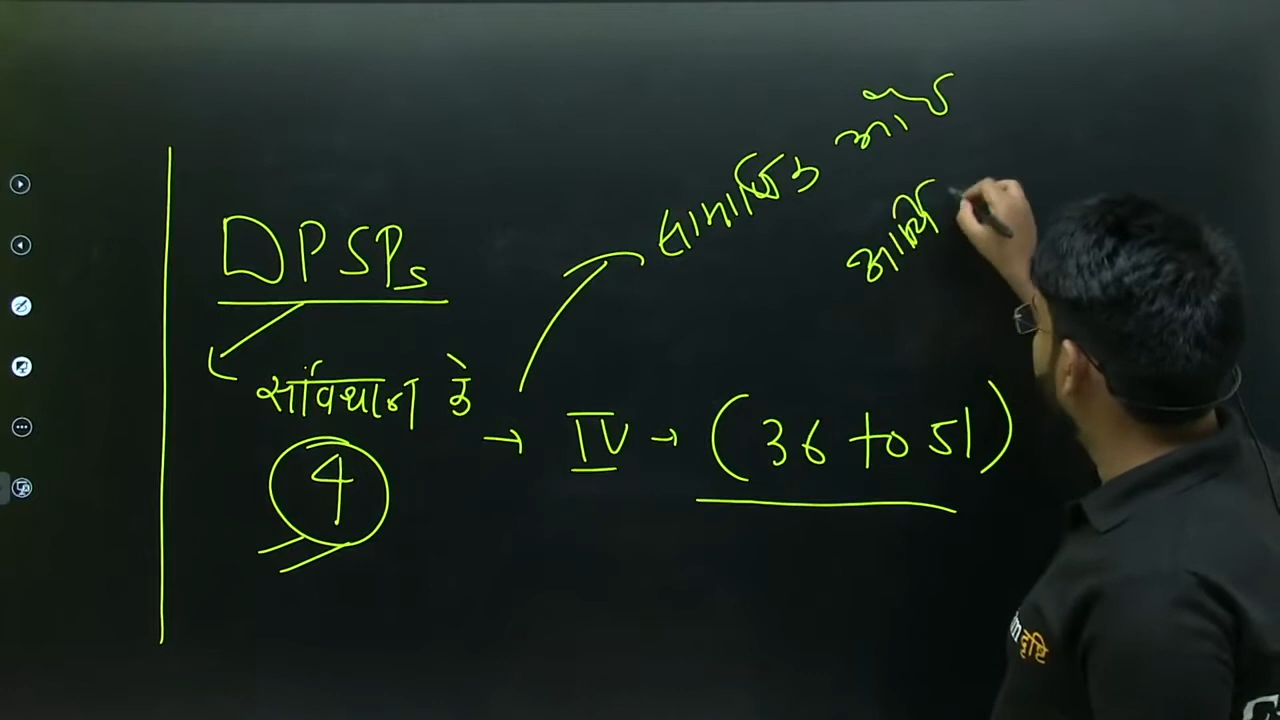 सामाजिक और
आर्थि
DPSPs
संविधान के
4 → IV → (36 to 51)
दृष्टि